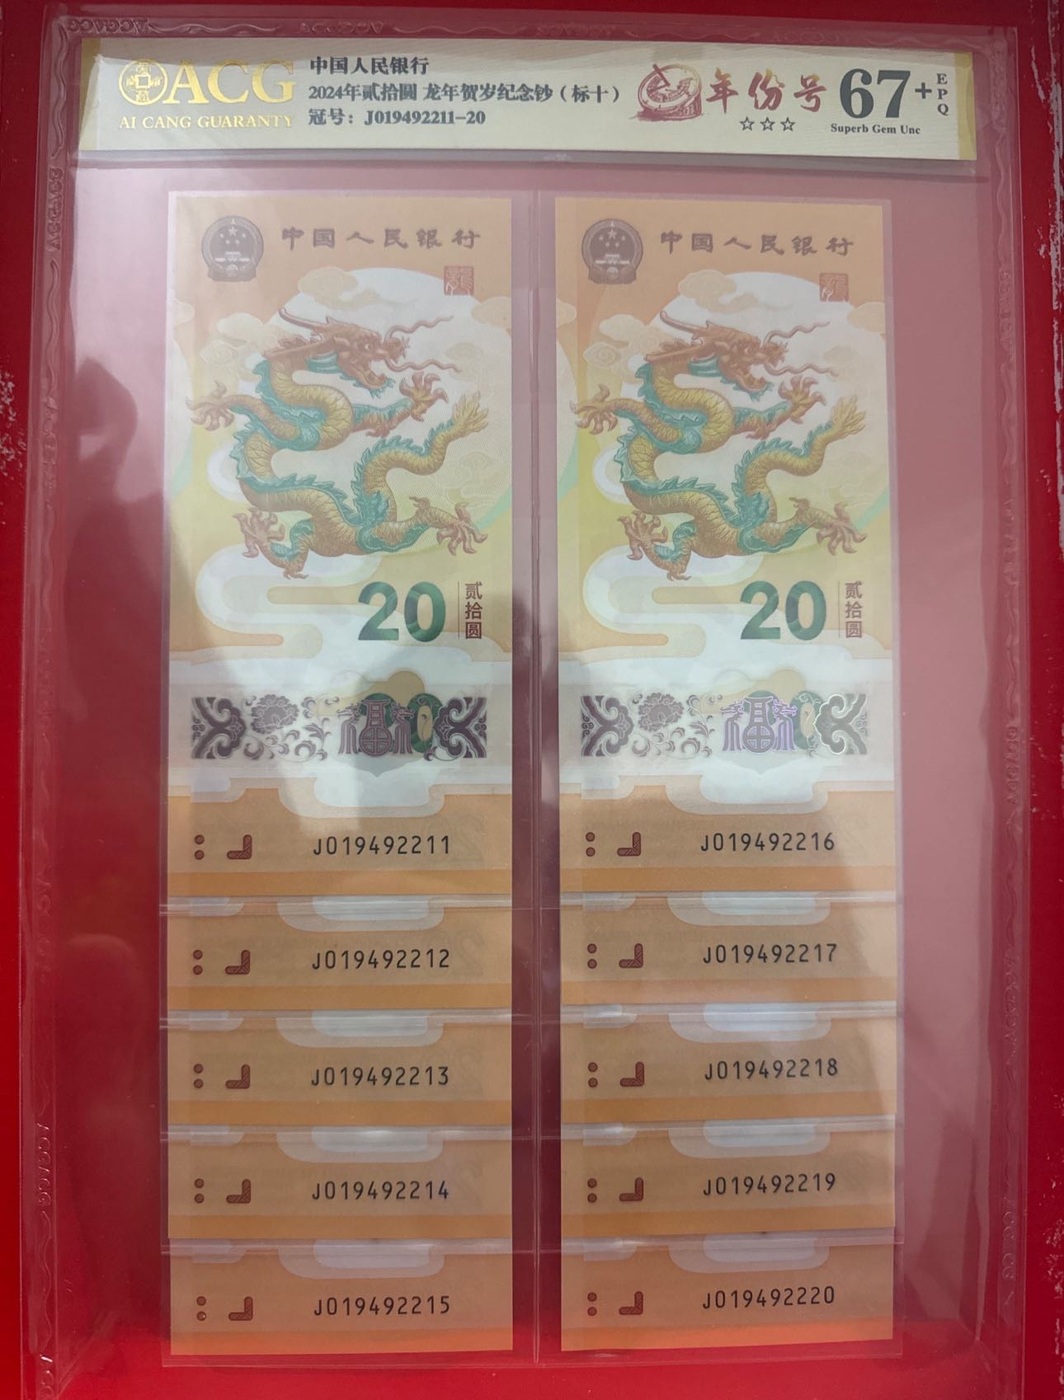 ACG
AI CANG GUARANTY
中国人民银行
2024年贰拾圆 龙年贺岁纪念钞（标十）
冠号：J019492211-20
年份号
☆☆☆
67+
EPQ
Superb Gem Unc
中国人民银行
20
贰拾圆
福
J019492211
J019492212
J019492213
J019492214
J019492215
中国人民银行
20
贰拾圆
福
J019492216
J019492217
J019492218
J019492219
J019492220